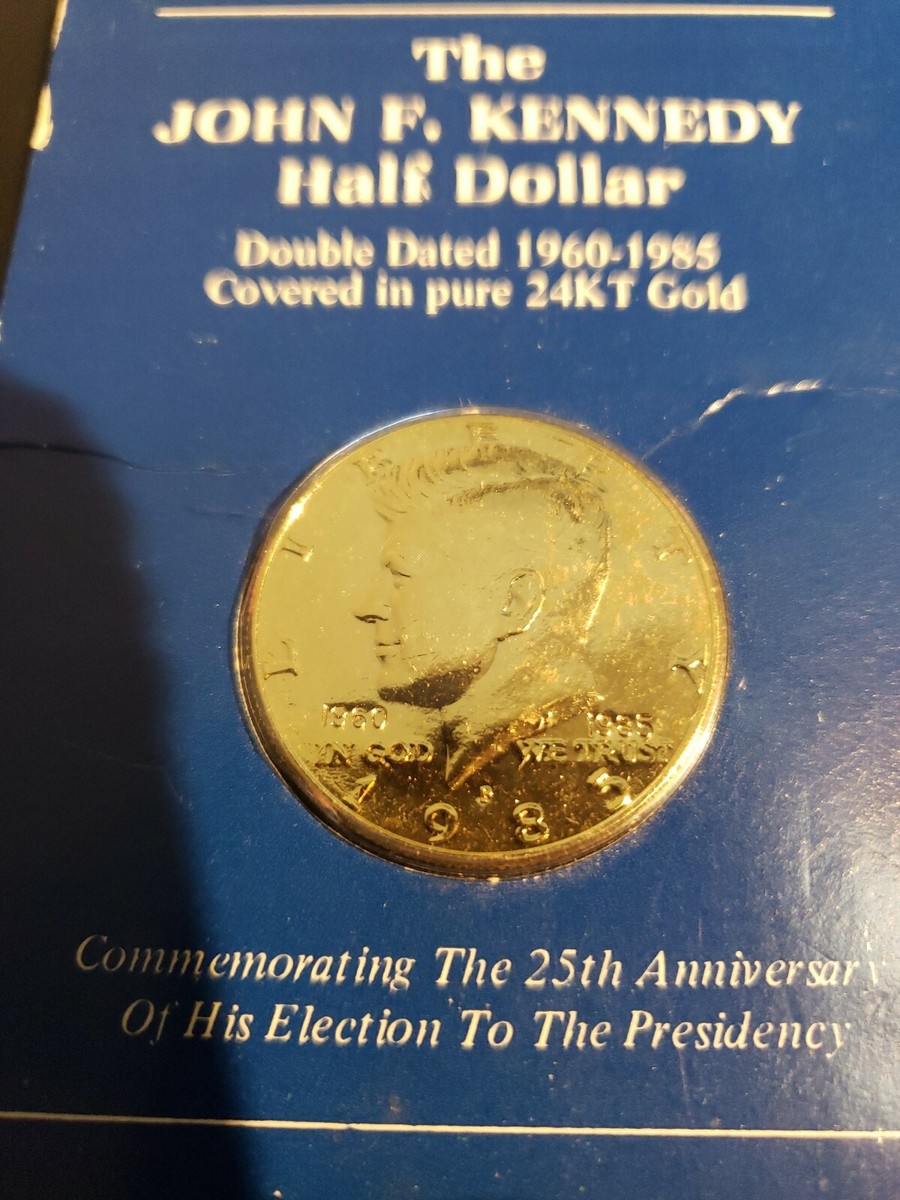 The
JOHN F. KENNEDY
Half Dollar
Double Dated 1960-1985
Covered in pure 24KT Gold
LIBERTY
1960 1985
IN GOD WE TRUST
1985
Commemorating The 25th Anniversary
Of His Election To The Presidency